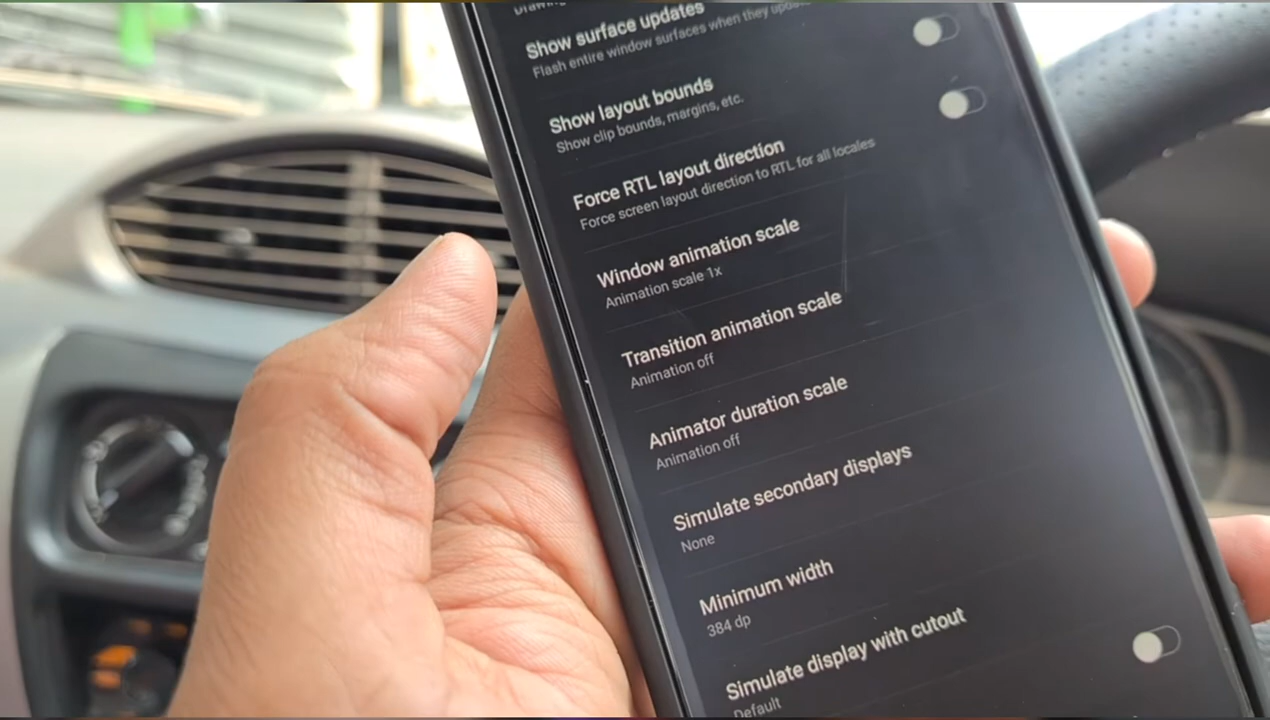 Drawing
Show surface updates
Flash entire window surfaces when they update
Show layout bounds
Show clip bounds, margins, etc.
Force RTL layout direction
Force screen layout direction to RTL for all locales
Window animation scale
Animation scale 1x
Transition animation scale
Animation off
Animator duration scale
Animation off
Simulate secondary displays
None
Minimum width
384 dp
Simulate display with cutout
Default